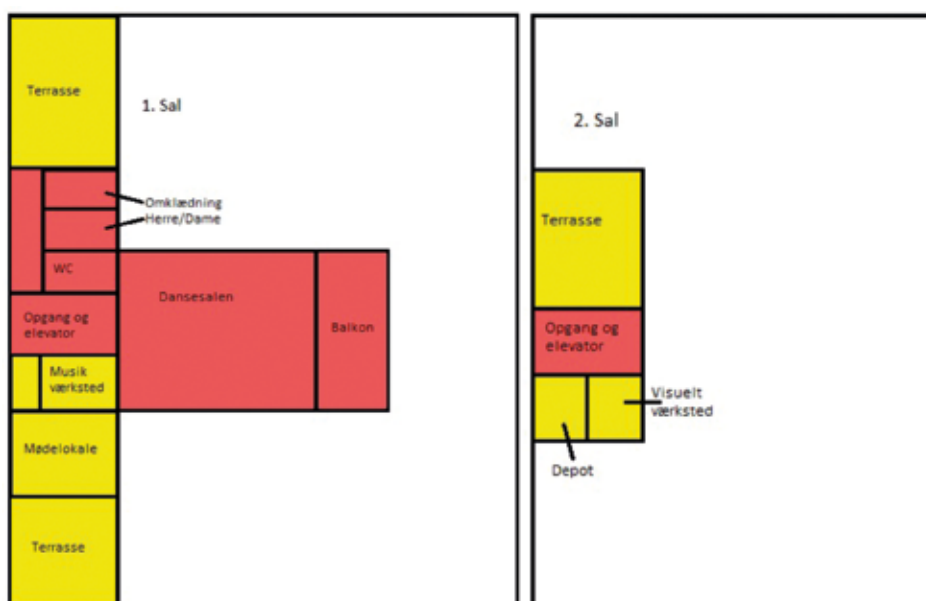 Terrasse
1. Sal
Omklædning
Herre/Dame
WC
Dansesalen
Balkon
Opgang og
elevator
Musik
værksted
Mødelokale
Terrasse
2. Sal
Terrasse
Opgang og
elevator
Visuelt
værksted
Depot